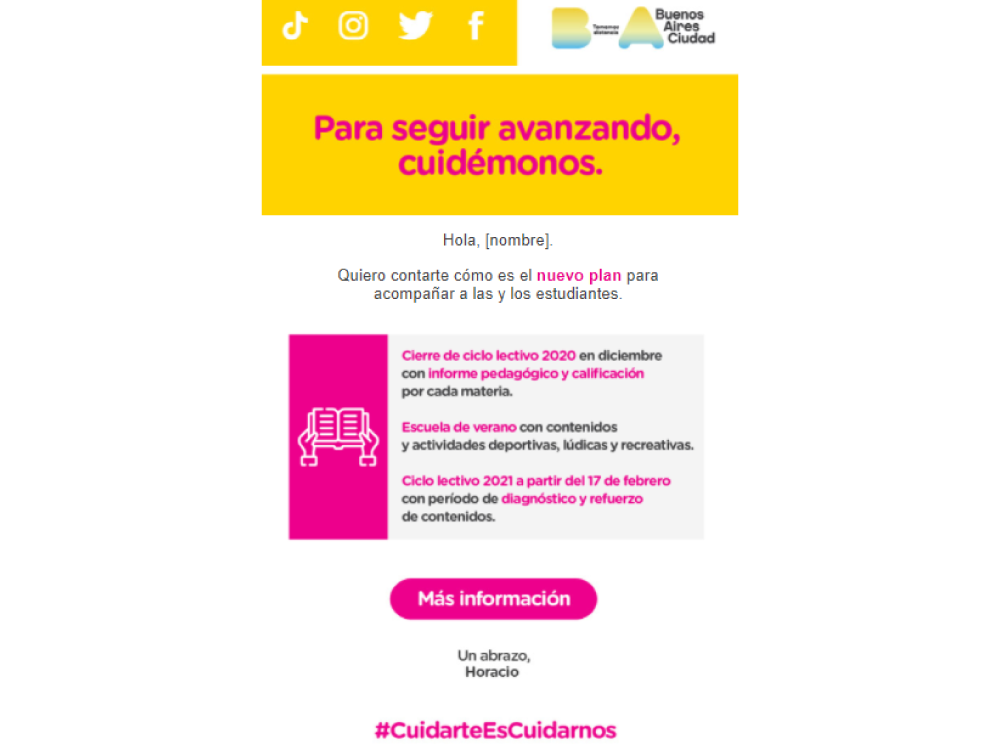 B Tomamos distancia A
Buenos
Aires
Ciudad
Para seguir avanzando,
cuidémonos.
Hola, [nombre].
Quiero contarte cómo es el nuevo plan para
acompañar a las y los estudiantes.
Cierre de ciclo lectivo 2020 en diciembre
con informe pedagógico y calificación
por cada materia.
Escuela de verano con contenidos
y actividades deportivas, lúdicas y recreativas.
Ciclo lectivo 2021 a partir del 17 de febrero
con período de diagnóstico y refuerzo
de contenidos.
Más información
Un abrazo,
Horacio
#CuidarteEsCuidarnos